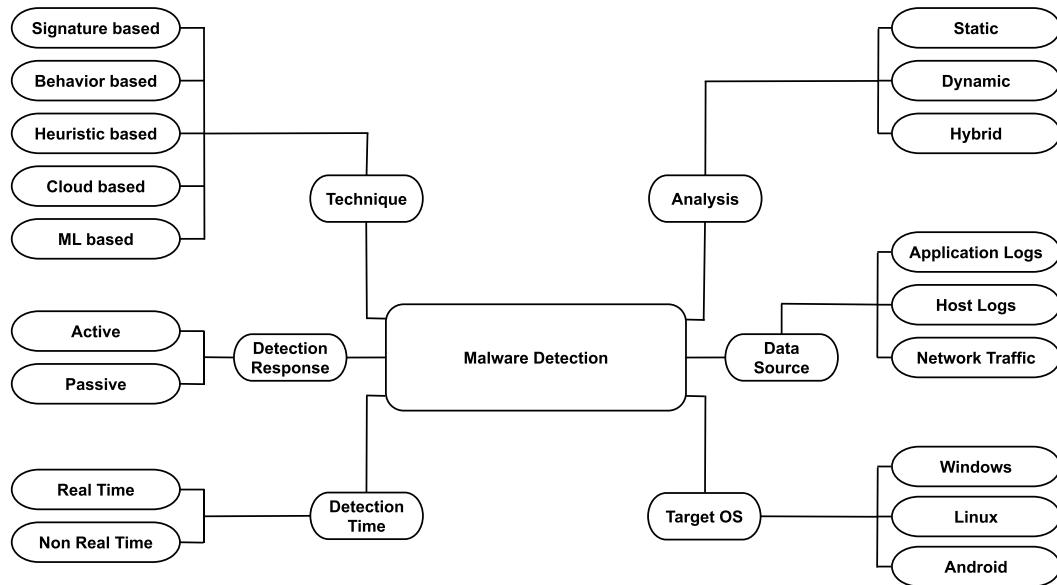 Signature based
Behavior based
Heuristic based
Cloud based
ML based
Technique
Active
Passive
Detection
Response
Real Time
Non Real Time
Detection
Time
Malware Detection
Static
Dynamic
Hybrid
Analysis
Application Logs
Host Logs
Network Traffic
Data
Source
Windows
Linux
Android
Target OS